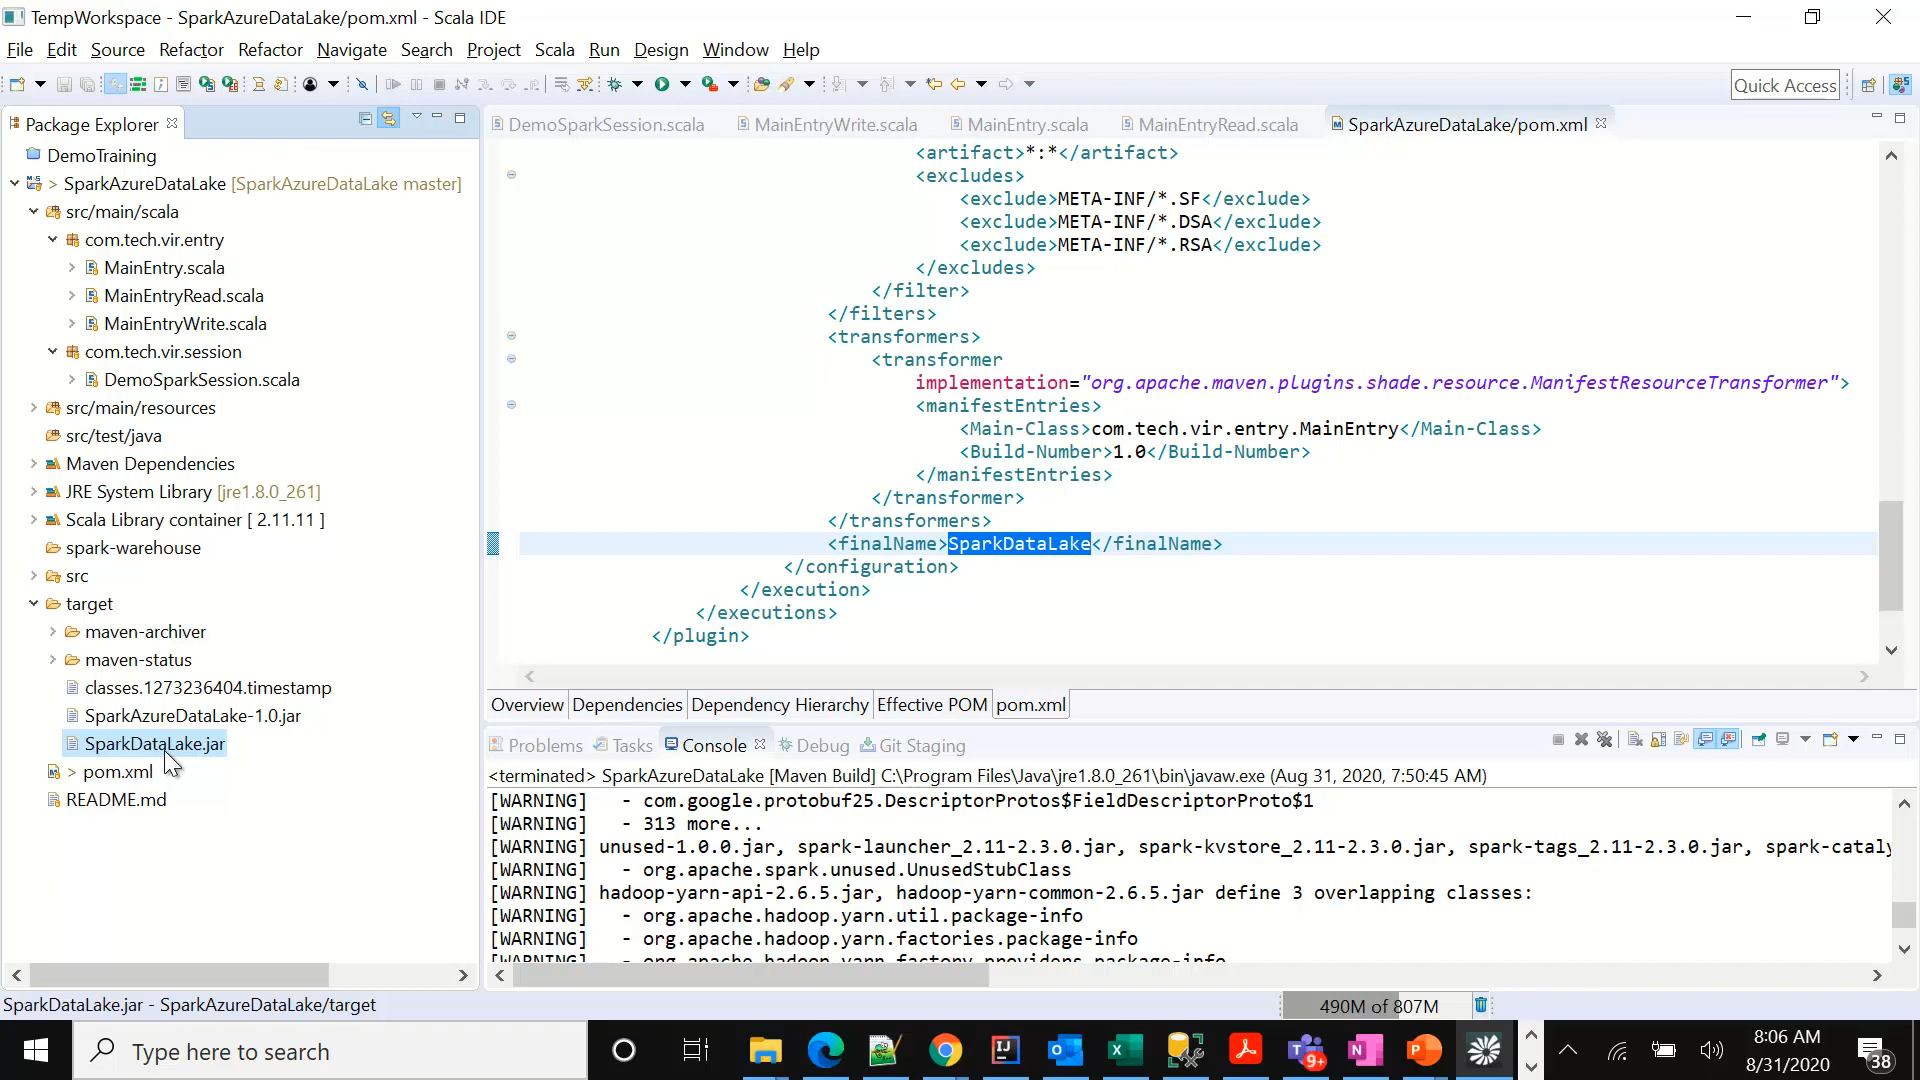 TempWorkspace - SparkAzureDataLake/pom.xml - Scala IDE
File Edit Source Refactor Refactor Navigate Search Scala Run Design Window Help
Quick Access
Package Explorer
DemoTraining
> SparkAzureDataLake [SparkAzureDataLake master]
src/main/scala
com.tech.vir.entry
MainEntry.scala
MainEntryRead.scala
MainEntryWrite.scala
com.tech.vir.session
DemoSparkSession.scala
src/main/resources
src/test/java
Maven Dependencies
JRE System Library [jre1.8.0_261]
Scala Library container [ 2.11.11 ]
spark-warehouse
src
target
maven-archiver
maven-status
classes.1273236404.timestamp
SparkAzureDataLake-1.0.jar
SparkDataLake.jar
> pom.xml
README.md
DemoSparkSession.scala MainEntryWrite.scala MainEntry.scala MainEntryRead.scala SparkAzureDataLake/pom.xml
<artifact>*:*</artifact>
<excludes>
<exclude>META-INF/*.SF</exclude>
<exclude>META-INF/*.DSA</exclude>
<exclude>META-INF/*.RSA</exclude>
</excludes>
</filter>
</filters>
<transformers>
<transformer
implementation="org.apache.maven.plugins.shade.resource.ManifestResourceTransformer">
<manifestEntries>
<Main-Class>com.tech.vir.entry.MainEntry</Main-Class>
<Build-Number>1.0</Build-Number>
</manifestEntries>
</transformer>
</transformers>
<finalName>SparkDataLake</finalName>
</configuration>
</execution>
</executions>
</plugin>
Overview Dependencies Dependency Hierarchy Effective POM pom.xml
Problems Tasks Console Debug Git Staging
<terminated> SparkAzureDataLake [Maven Build] C:\Program Files\Java\jre1.8.0_261\bin\javaw.exe (Aug 31, 2020, 7:50:45 AM)
[WARNING] - com.google.protobuf25.DescriptorProtos$FieldDescriptorProto$1
[WARNING] - 313 more...
[WARNING] unused-1.0.0.jar, spark-launcher_2.11-2.3.0.jar, spark-kvstore_2.11-2.3.0.jar, spark-tags_2.11-2.3.0.jar, spark-cataly
[WARNING] - org.apache.spark.unused.UnusedStubClass
[WARNING] hadoop-yarn-api-2.6.5.jar, hadoop-yarn-common-2.6.5.jar define 3 overlapping classes:
[WARNING] - org.apache.hadoop.yarn.util.package-info
[WARNING] - org.apache.hadoop.yarn.factories.package-info
[WARNING] - org.apache.hadoop.yarn.factory.providers.package-info
SparkDataLake.jar - SparkAzureDataLake/target
490M of 807M
Type here to search
9+
8:06 AM
8/31/2020
38